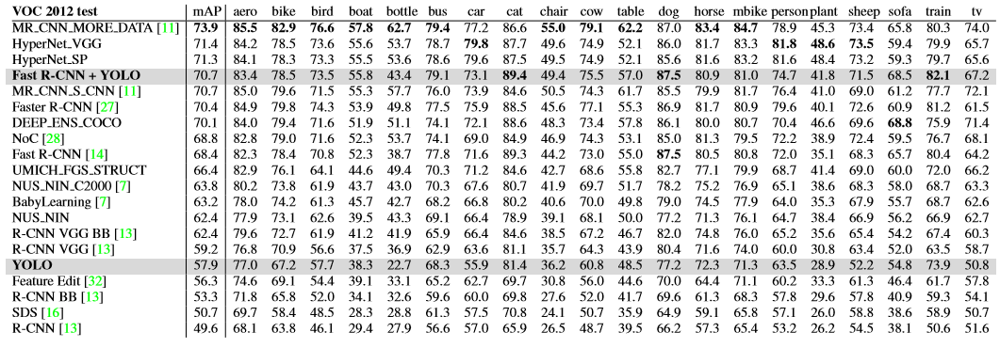 VOC 2012 test mAP aero bike bird boat bottle bus car cat chair cow table dog horse mbike person plant sheep sofa train tv
MR_CNN_MORE_DATA [11] 73.9 85.5 82.9 76.6 57.8 62.7 79.4 77.2 86.6 55.0 79.1 62.2 87.0 83.4 84.7 78.9 45.3 73.4 65.8 80.3 74.0
HyperNet_VGG 71.4 84.2 78.5 73.6 55.6 53.7 78.7 79.8 87.7 49.6 74.9 52.1 86.0 81.7 83.3 81.8 48.6 73.5 59.4 79.9 65.7
HyperNet_SP 71.3 84.1 78.3 73.3 55.5 53.6 78.6 79.6 87.5 49.5 74.9 52.1 85.6 81.6 83.2 81.6 48.4 73.2 59.3 79.7 65.6
Fast R-CNN + YOLO 70.7 83.4 78.5 73.5 55.8 43.4 79.1 73.1 89.4 49.4 75.5 57.0 87.5 80.9 81.0 74.7 41.8 71.5 68.5 82.1 67.2
MR_CNN_S_CNN [11] 70.7 85.0 79.6 71.5 55.3 57.7 76.0 73.9 84.6 50.5 74.3 61.7 85.5 79.9 81.7 76.4 41.0 69.0 61.2 77.7 72.1
Faster R-CNN [27] 70.4 84.9 79.8 74.3 53.9 49.8 77.5 75.9 88.5 45.6 77.1 55.3 86.9 81.7 80.9 79.6 40.1 72.6 60.9 81.2 61.5
DEEP_ENS_COCO 70.1 84.0 79.4 71.6 51.9 51.1 74.1 72.1 88.6 48.3 73.4 57.8 86.1 80.0 80.7 70.4 46.6 69.6 68.8 75.9 71.4
NoC [28] 68.8 82.8 79.0 71.6 52.3 53.7 74.1 69.0 84.9 46.9 74.3 53.1 85.0 81.3 79.5 72.2 38.9 72.4 59.5 76.7 68.1
Fast R-CNN [14] 68.4 82.3 78.4 70.8 52.3 38.7 77.8 71.6 89.3 44.2 73.0 55.0 87.5 80.5 80.8 72.0 35.1 68.3 65.7 80.4 64.2
UMICH_FGS_STRUCT 66.4 82.9 76.1 64.1 44.6 49.4 70.3 71.2 84.6 42.7 68.6 55.8 82.7 77.1 79.9 68.7 41.4 69.0 60.0 72.0 66.2
NUS_NIN_C2000 [7] 63.8 80.2 73.8 61.9 43.7 43.0 70.3 67.6 80.7 41.9 69.7 51.7 78.2 75.2 76.9 65.1 38.6 68.3 58.0 68.7 63.3
BabyLearning [7] 63.2 78.0 74.2 61.3 45.7 42.7 68.2 66.8 80.2 40.6 70.0 49.8 79.0 74.5 77.9 64.0 35.3 67.9 55.7 68.7 62.6
NUS_NIN 62.4 77.9 73.1 62.6 39.5 43.3 69.1 66.4 78.9 39.1 68.1 50.0 77.2 71.3 76.1 64.7 38.4 66.9 56.2 66.9 62.7
R-CNN VGG BB [13] 62.4 79.6 72.7 61.9 41.2 41.9 65.9 66.4 84.6 38.5 67.2 46.7 82.0 74.8 76.0 65.2 35.6 65.4 54.2 67.4 60.3
R-CNN VGG [13] 59.2 76.8 70.9 56.6 37.5 36.9 62.9 63.6 81.1 35.7 64.3 43.9 80.4 71.6 74.0 60.0 30.8 63.4 52.0 63.5 58.7
YOLO 57.9 77.0 67.2 57.7 38.3 22.7 68.3 55.9 81.4 36.2 60.8 48.5 77.2 72.3 71.3 63.5 28.9 52.2 54.8 73.9 50.8
Feature Edit [32] 56.3 74.6 69.1 54.4 39.1 33.1 65.2 62.7 69.7 30.8 56.0 44.6 70.0 64.4 71.1 60.2 33.3 61.3 46.4 61.7 57.8
R-CNN BB [13] 53.3 71.8 65.8 52.0 34.1 32.6 59.6 60.0 69.8 27.6 52.0 41.7 69.6 61.3 68.3 57.8 29.6 57.8 40.9 59.3 54.1
SDS [16] 50.7 69.7 58.4 48.5 28.3 28.8 61.3 57.5 70.8 24.1 50.7 35.9 64.9 59.1 65.8 57.1 26.0 58.8 38.6 58.9 50.7
R-CNN [13] 49.6 68.1 63.8 46.1 29.4 27.9 56.6 57.0 65.9 26.5 48.7 39.5 66.2 57.3 65.4 53.2 26.2 54.5 38.1 50.6 51.6